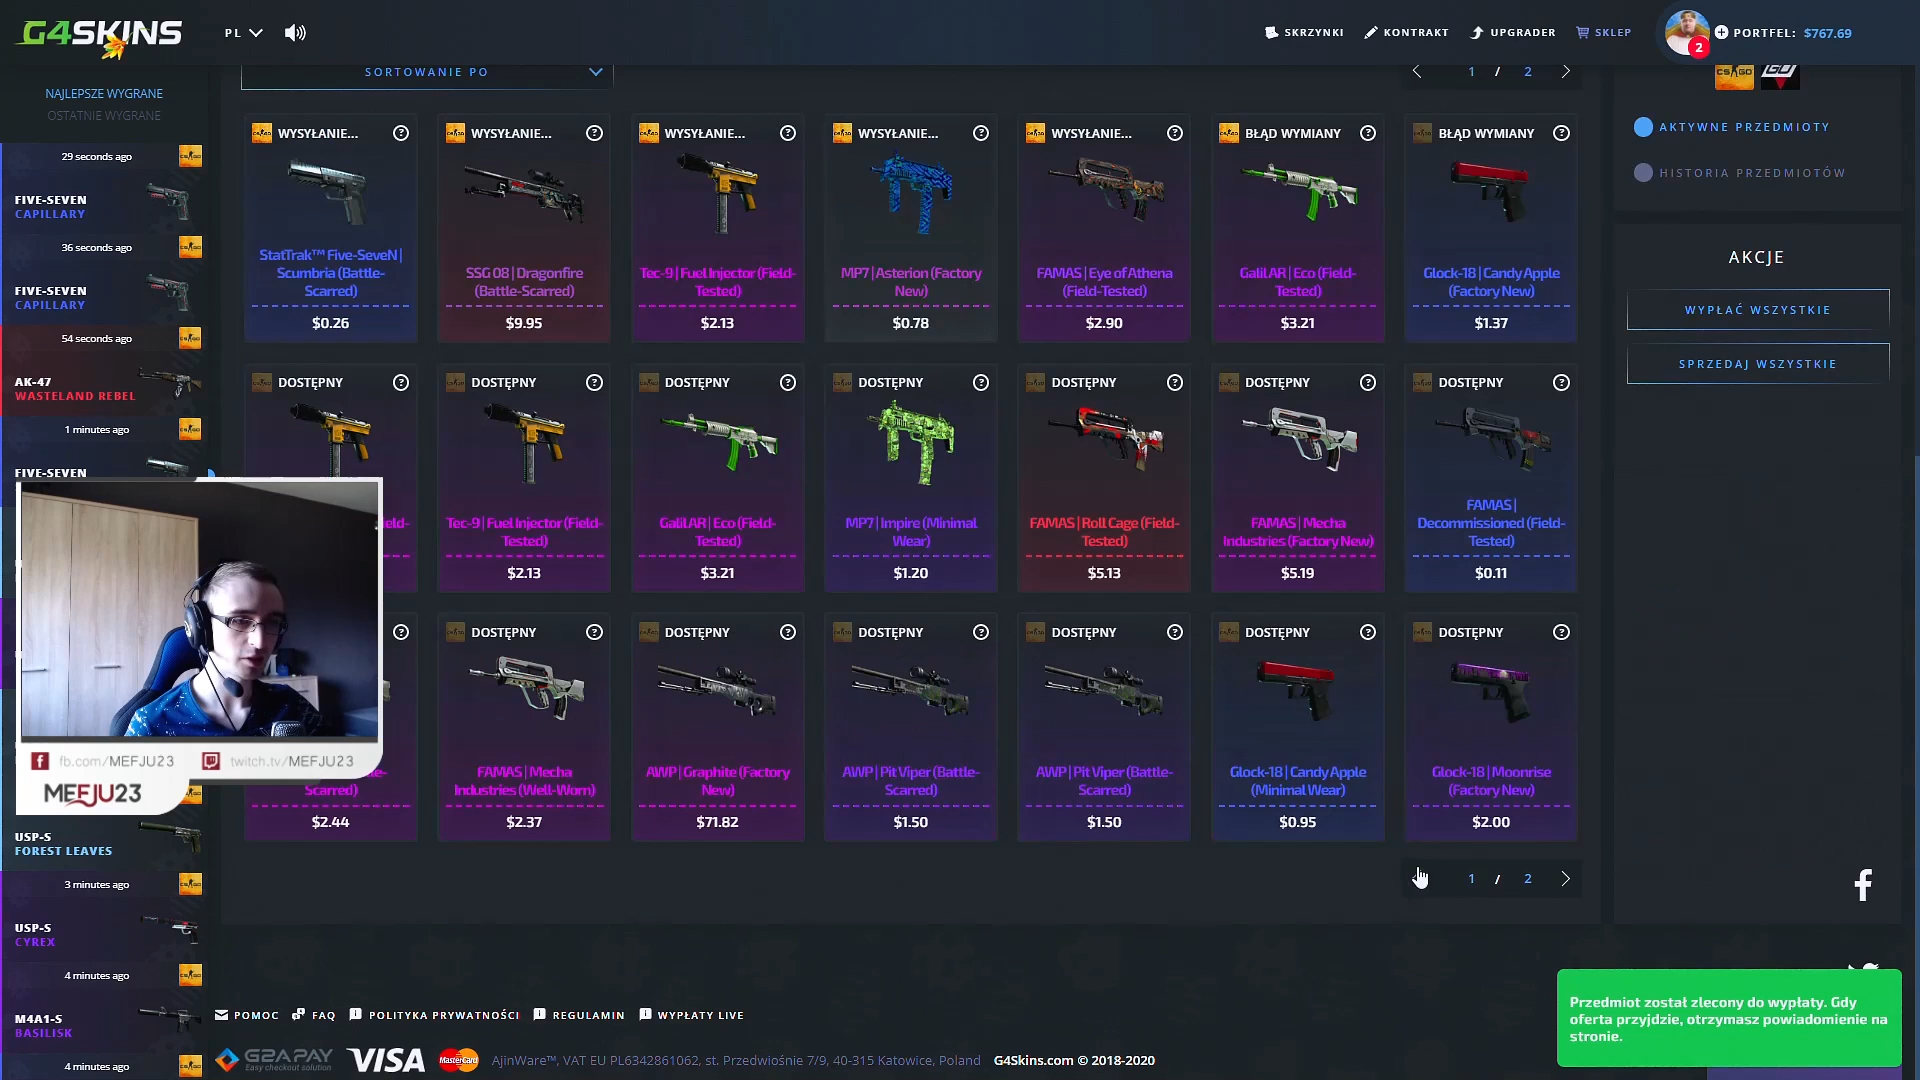 G4SKINS
PL
SKRZYNKI
KONTRAKT
UPGRADER
SKLEP
2
PORTFEL: $767.69
NAJLEPSZE WYGRANE
OSTATNIE WYGRANE
29 seconds ago
FIVE-SEVEN
CAPILLARY
36 seconds ago
FIVE-SEVEN
CAPILLARY
54 seconds ago
AK-47
WASTELAND REBEL
1 minutes ago
FIVE-SEVEN
fb.com/MEFJU23
twitch.tv/MEFJU23
MEFJU23
USP-S
FOREST LEAVES
3 minutes ago
USP-S
CYREX
4 minutes ago
M4A1-S
BASILISK
4 minutes ago
SORTOWANIE PO
1 / 2
WYSYŁANIE...
StatTrak™ Five-SeveN |
Scumbria (Battle-
Scarred)
$0.26
WYSYŁANIE...
SSG 08 | Dragonfire
(Battle-Scarred)
$9.95
WYSYŁANIE...
Tec-9 | Fuel Injector (Field-
Tested)
$2.13
WYSYŁANIE...
MP7 | Asterion (Factory
New)
$0.78
WYSYŁANIE...
FAMAS | Eye of Athena
(Field-Tested)
$2.90
BŁĄD WYMIANY
Galil AR | Eco (Field-
Tested)
$3.21
BŁĄD WYMIANY
Glock-18 | Candy Apple
(Factory New)
$1.37
DOSTĘPNY
ield-
DOSTĘPNY
Tec-9 | Fuel Injector (Field-
Tested)
$2.13
DOSTĘPNY
Galil AR | Eco (Field-
Tested)
$3.21
DOSTĘPNY
MP7 | Impire (Minimal
Wear)
$1.20
DOSTĘPNY
FAMAS | Roll Cage (Field-
Tested)
$5.13
DOSTĘPNY
FAMAS | Mecha
Industries (Factory New)
$5.19
DOSTĘPNY
FAMAS |
Decommissioned (Field-
Tested)
$0.11
Scarred)
$2.44
DOSTĘPNY
FAMAS | Mecha
Industries (Well-Worn)
$2.37
DOSTĘPNY
AWP | Graphite (Factory
New)
$71.82
DOSTĘPNY
AWP | Pit Viper (Battle-
Scarred)
$1.50
DOSTĘPNY
AWP | Pit Viper (Battle-
Scarred)
$1.50
DOSTĘPNY
Glock-18 | Candy Apple
(Minimal Wear)
$0.95
DOSTĘPNY
Glock-18 | Moonrise
(Factory New)
$2.00
1 / 2
CS:GO
AKTYWNE PRZEDMIOTY
HISTORIA PRZEDMIOTÓW
AKCJE
WYPŁAĆ WSZYSTKIE
SPRZEDAJ WSZYSTKIE
Przedmiot został zlecony do wypłaty. Gdy
oferta przyjdzie, otrzymasz powiadomienie na
stronie.
POMOC
FAQ
POLITYKA PRYWATNOŚCI
REGULAMIN
WYPŁATY LIVE
G2A PAY
Easy checkout solution
VISA
MasterCard
AjinWare™, VAT EU PL6342861062, st. Przedwiośnie 7/9, 40-315 Katowice, Poland G4Skins.com © 2018-2020